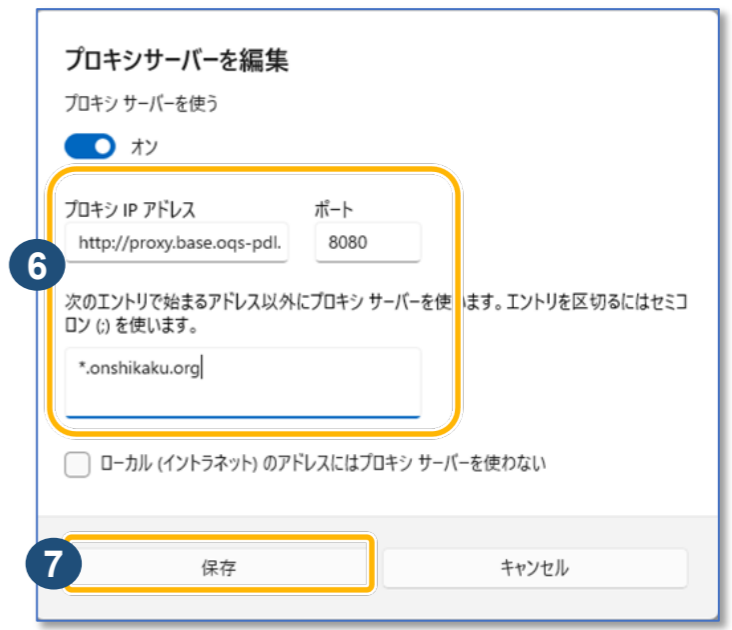 プロキシサーバーを編集
プロキシ サーバーを使う
オン
プロキシ IP アドレス
ポート
http://proxy.base.oqs-pdl.
8080
6
次のエントリで始まるアドレス以外にプロキシ サーバーを使います。エントリを区切るにはセミコ
ロン (;) を使います。
*.onshikaku.org
ローカル (イントラネット) のアドレスにはプロキシ サーバーを使わない
7
保存
キャンセル